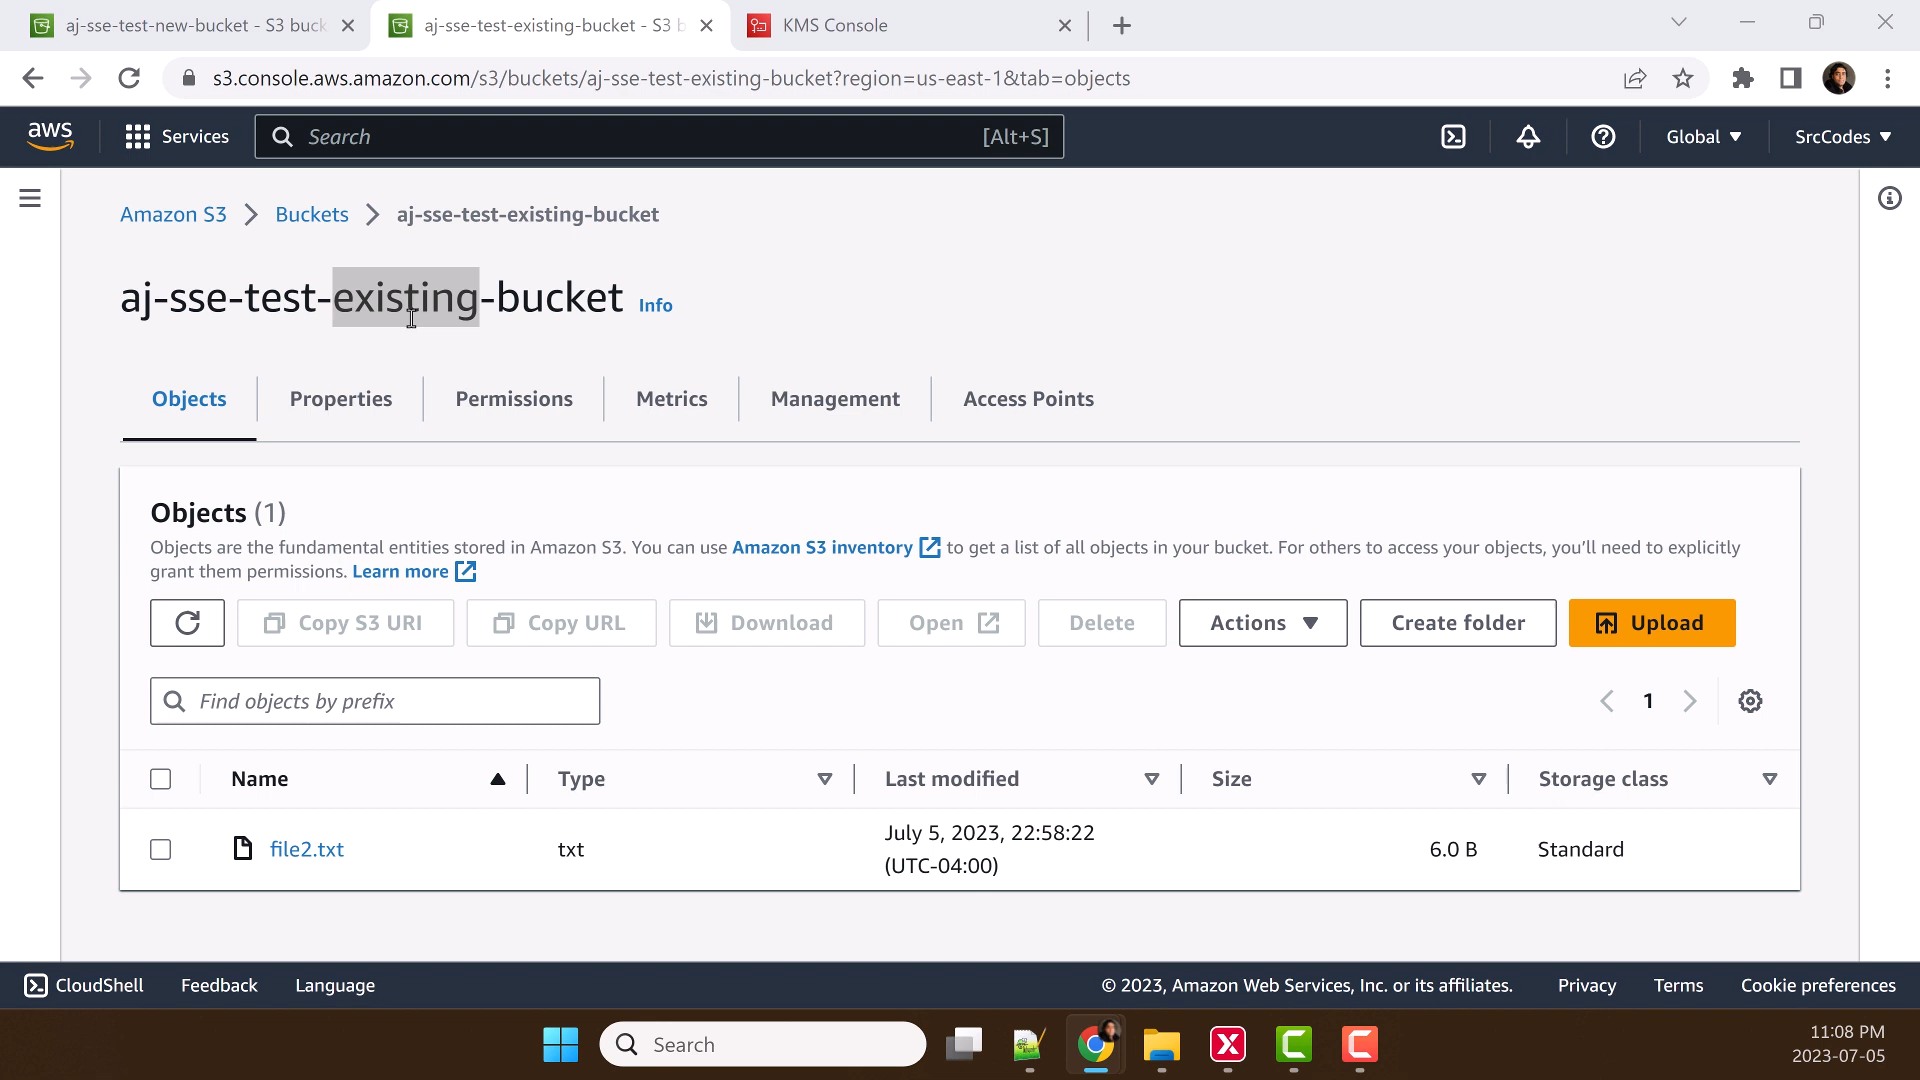 aj-sse-test-new-bucket - S3 buck
aj-sse-test-existing-bucket - S3 b
KMS Console
s3.console.aws.amazon.com/s3/buckets/aj-sse-test-existing-bucket?region=us-east-1&tab=objects
aws
Services
Search
[Alt+S]
Global
SrcCodes
Amazon S3
Buckets
aj-sse-test-existing-bucket
aj-sse-test-existing-bucket Info
Objects
Properties
Permissions
Metrics
Management
Access Points
Objects (1)
Objects are the fundamental entities stored in Amazon S3. You can use Amazon S3 inventory to get a list of all objects in your bucket. For others to access your objects, you'll need to explicitly
grant them permissions. Learn more
Copy S3 URI
Copy URL
Download
Open
Delete
Actions
Create folder
Upload
Find objects by prefix
1
Name
Type
Last modified
Size
Storage class
file2.txt
txt
July 5, 2023, 22:58:22
(UTC-04:00)
6.0 B
Standard
CloudShell
Feedback
Language
© 2023, Amazon Web Services, Inc. or its affiliates.
Privacy
Terms
Cookie preferences
Search
11:08 PM
2023-07-05